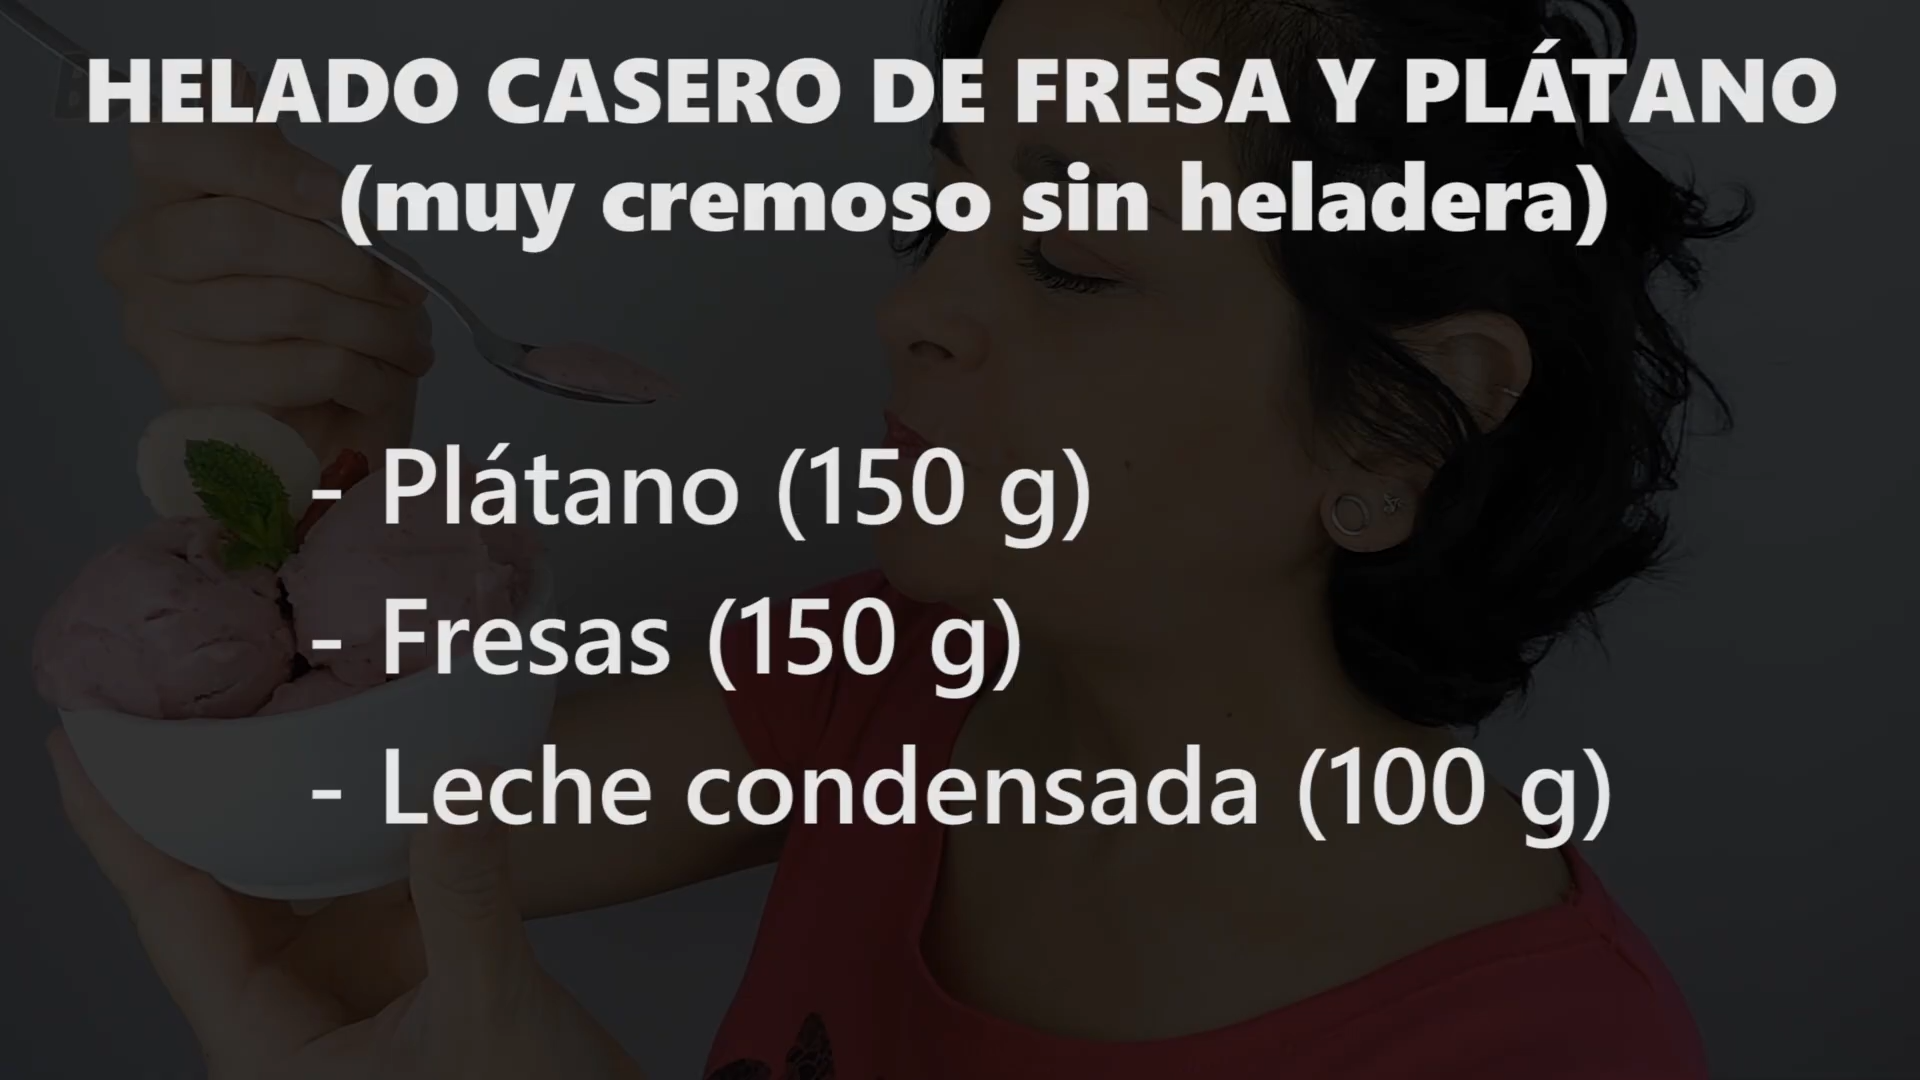 HELADO CASERO DE FRESA Y PLÁTANO
(muy cremoso sin heladera)
- Plátano (150 g)
- Fresas (150 g)
- Leche condensada (100 g)